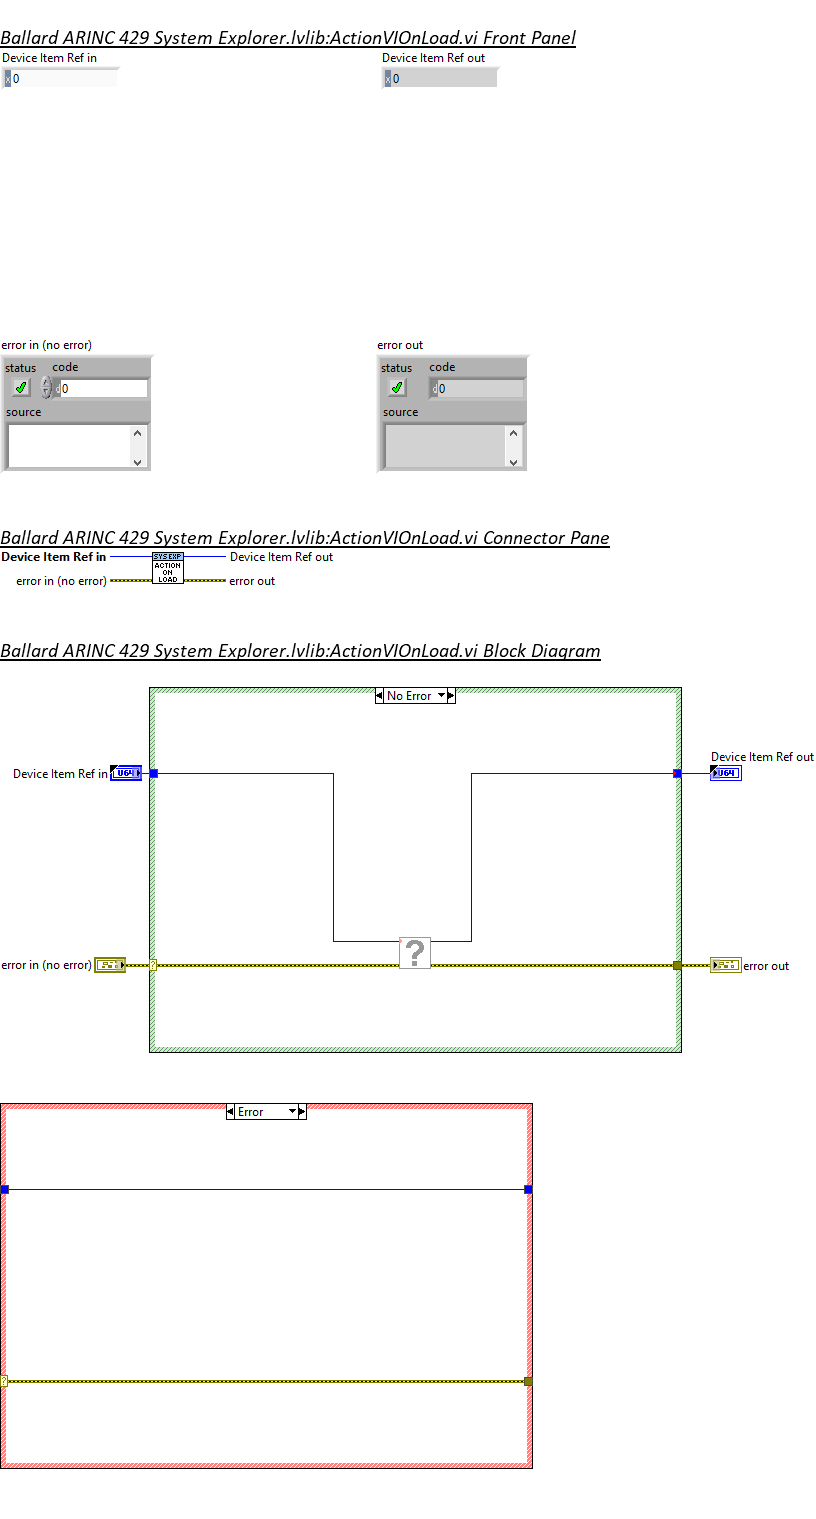 Ballard ARINC 429 System Explorer.lvlib:ActionVIOnLoad.vi Front Panel
Device Item Ref in
Device Item Ref out
x 0
x 0
error in (no error)
error out
status code
status code
d 0
d 0
source
source
Ballard ARINC 429 System Explorer.lvlib:ActionVIOnLoad.vi Connector Pane
Device Item Ref in
SYS EXP
Device Item Ref out
ACTION
ON
LOAD
error in (no error)
error out
Ballard ARINC 429 System Explorer.lvlib:ActionVIOnLoad.vi Block Diagram
No Error
Device Item Ref out
Device Item Ref in
U64
U64
?
error in (no error)
?
error out
Error
?